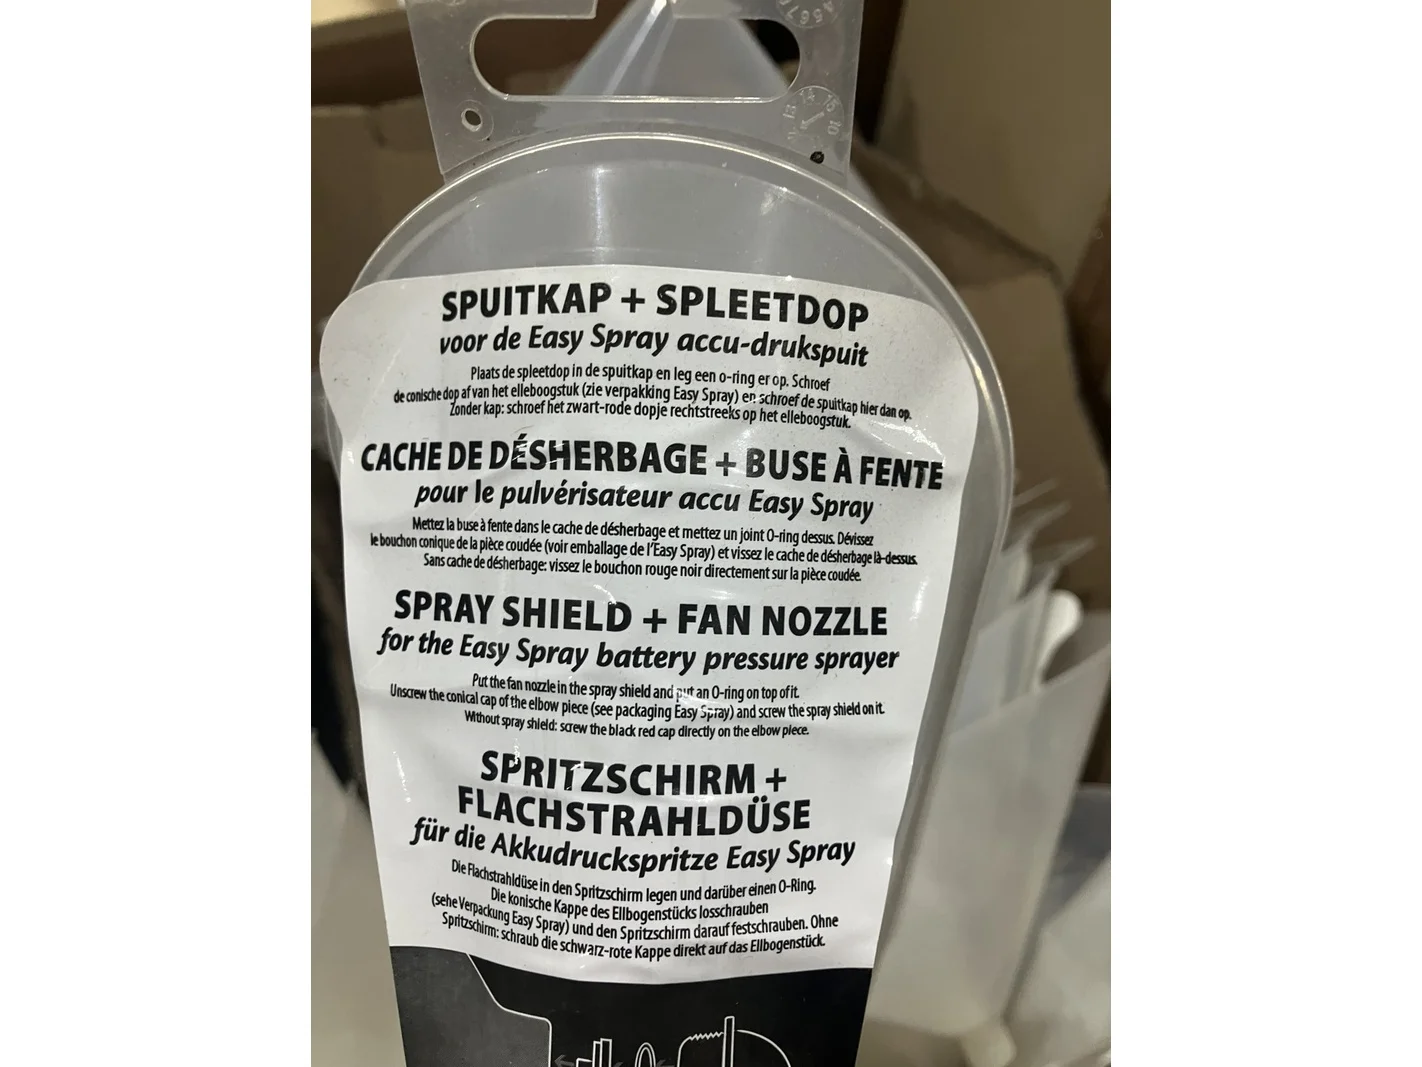 SPUITKAP + SPLEETDOP
voor de Easy Spray accu-drukspuit
Plaats de spleetdop in de spuitkap en leg een o-ring er op. Schroef
de conische dop af van het elleboogstuk (zie verpakking Easy Spray) en schroef de spuitkap hier dan op.
Zonder kap: schroef het zwart-rode dopje rechtstreeks op het elleboogstuk.
CACHE DE DÉSHERBAGE + BUSE À FENTE
pour le pulvérisateur accu Easy Spray
Mettez la buse à fente dans le cache de désherbage et mettez un joint O-ring dessus. Dévissez
le bouchon conique de la pièce coudée (voir emballage de l'Easy Spray) et vissez le cache de désherbage là-dessus.
Sans cache de désherbage: vissez le bouchon rouge noir directement sur la pièce coudée.
SPRAY SHIELD + FAN NOZZLE
for the Easy Spray battery pressure sprayer
Put the fan nozzle in the spray shield and put an O-ring on top of it.
Unscrew the conical cap of the elbow piece (see packaging Easy Spray) and screw the spray shield on it.
Without spray shield: screw the black red cap directly on the elbow piece.
SPRITZSCHIRM +
FLACHSTRAHLDÜSE
für die Akkudruckspritze Easy Spray
Die Flachstrahldüse in den Spritzschirm legen und darüber einen O-Ring.
Die konische Kappe des Ellbogenstücks losschrauben
(sehe Verpackung Easy Spray) und den Spritzschirm darauf festschrauben. Ohne
Spritzschirm: schraub die schwarz-rote Kappe direkt auf das Ellbogenstück.